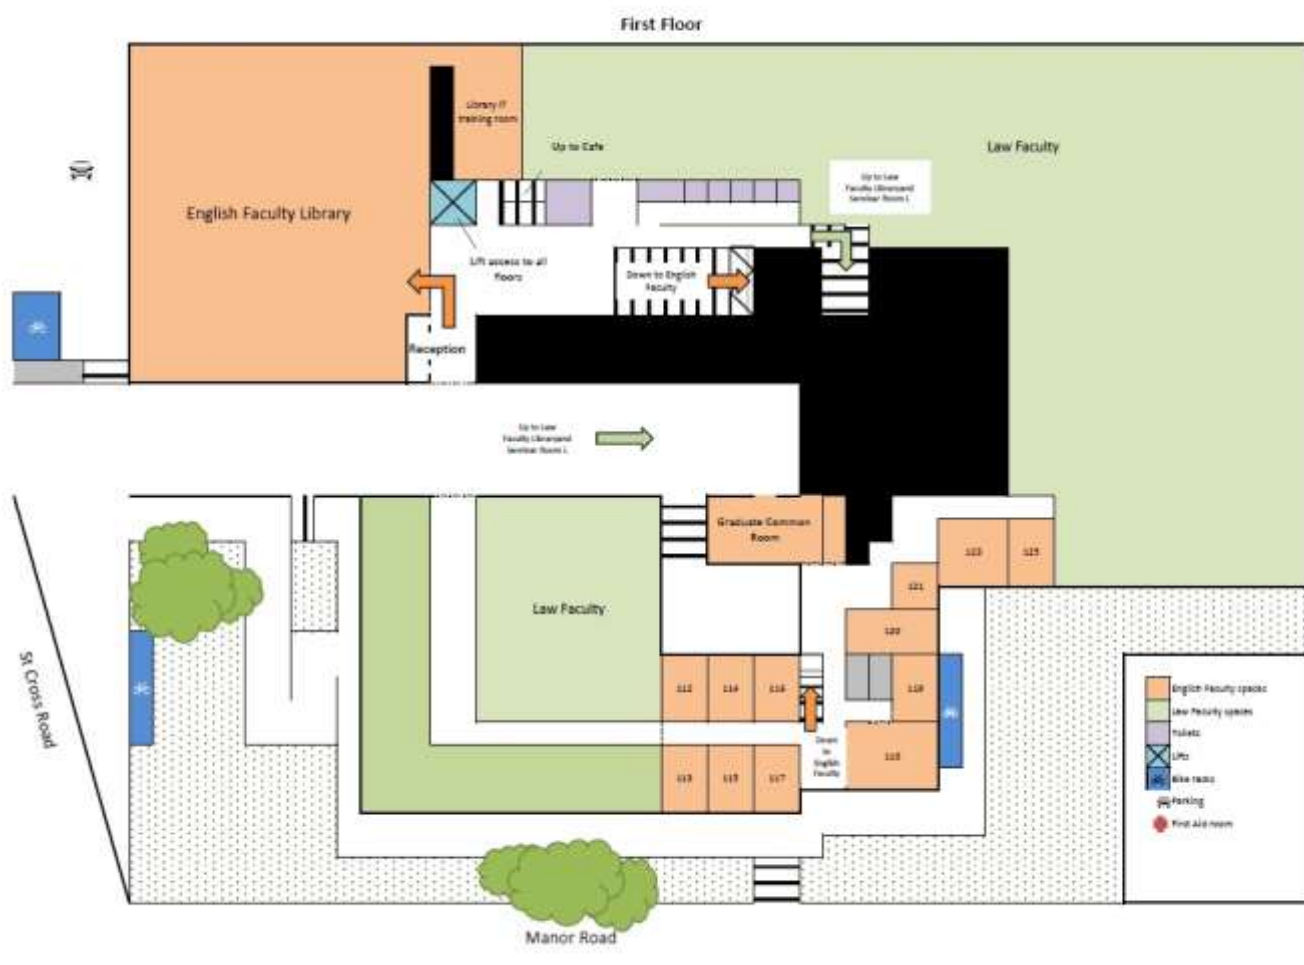 First Floor
Library IT
training room
Up to Cafe
Law Faculty
Up to Law
Faculty Library and
Seminar Room L
English Faculty Library
Lift access to all
floors
Down to English
Faculty
Reception
Up to Law
Faculty Library and
Seminar Room L
Graduate Common
Room
121
Law Faculty
120
St Cross Road
112
114
116
119
English Faculty spaces
Law Faculty spaces
Toilets
Lifts
Bike racks
Parking
First Aid room
Down
to
English
Faculty
113
115
117
Manor Road